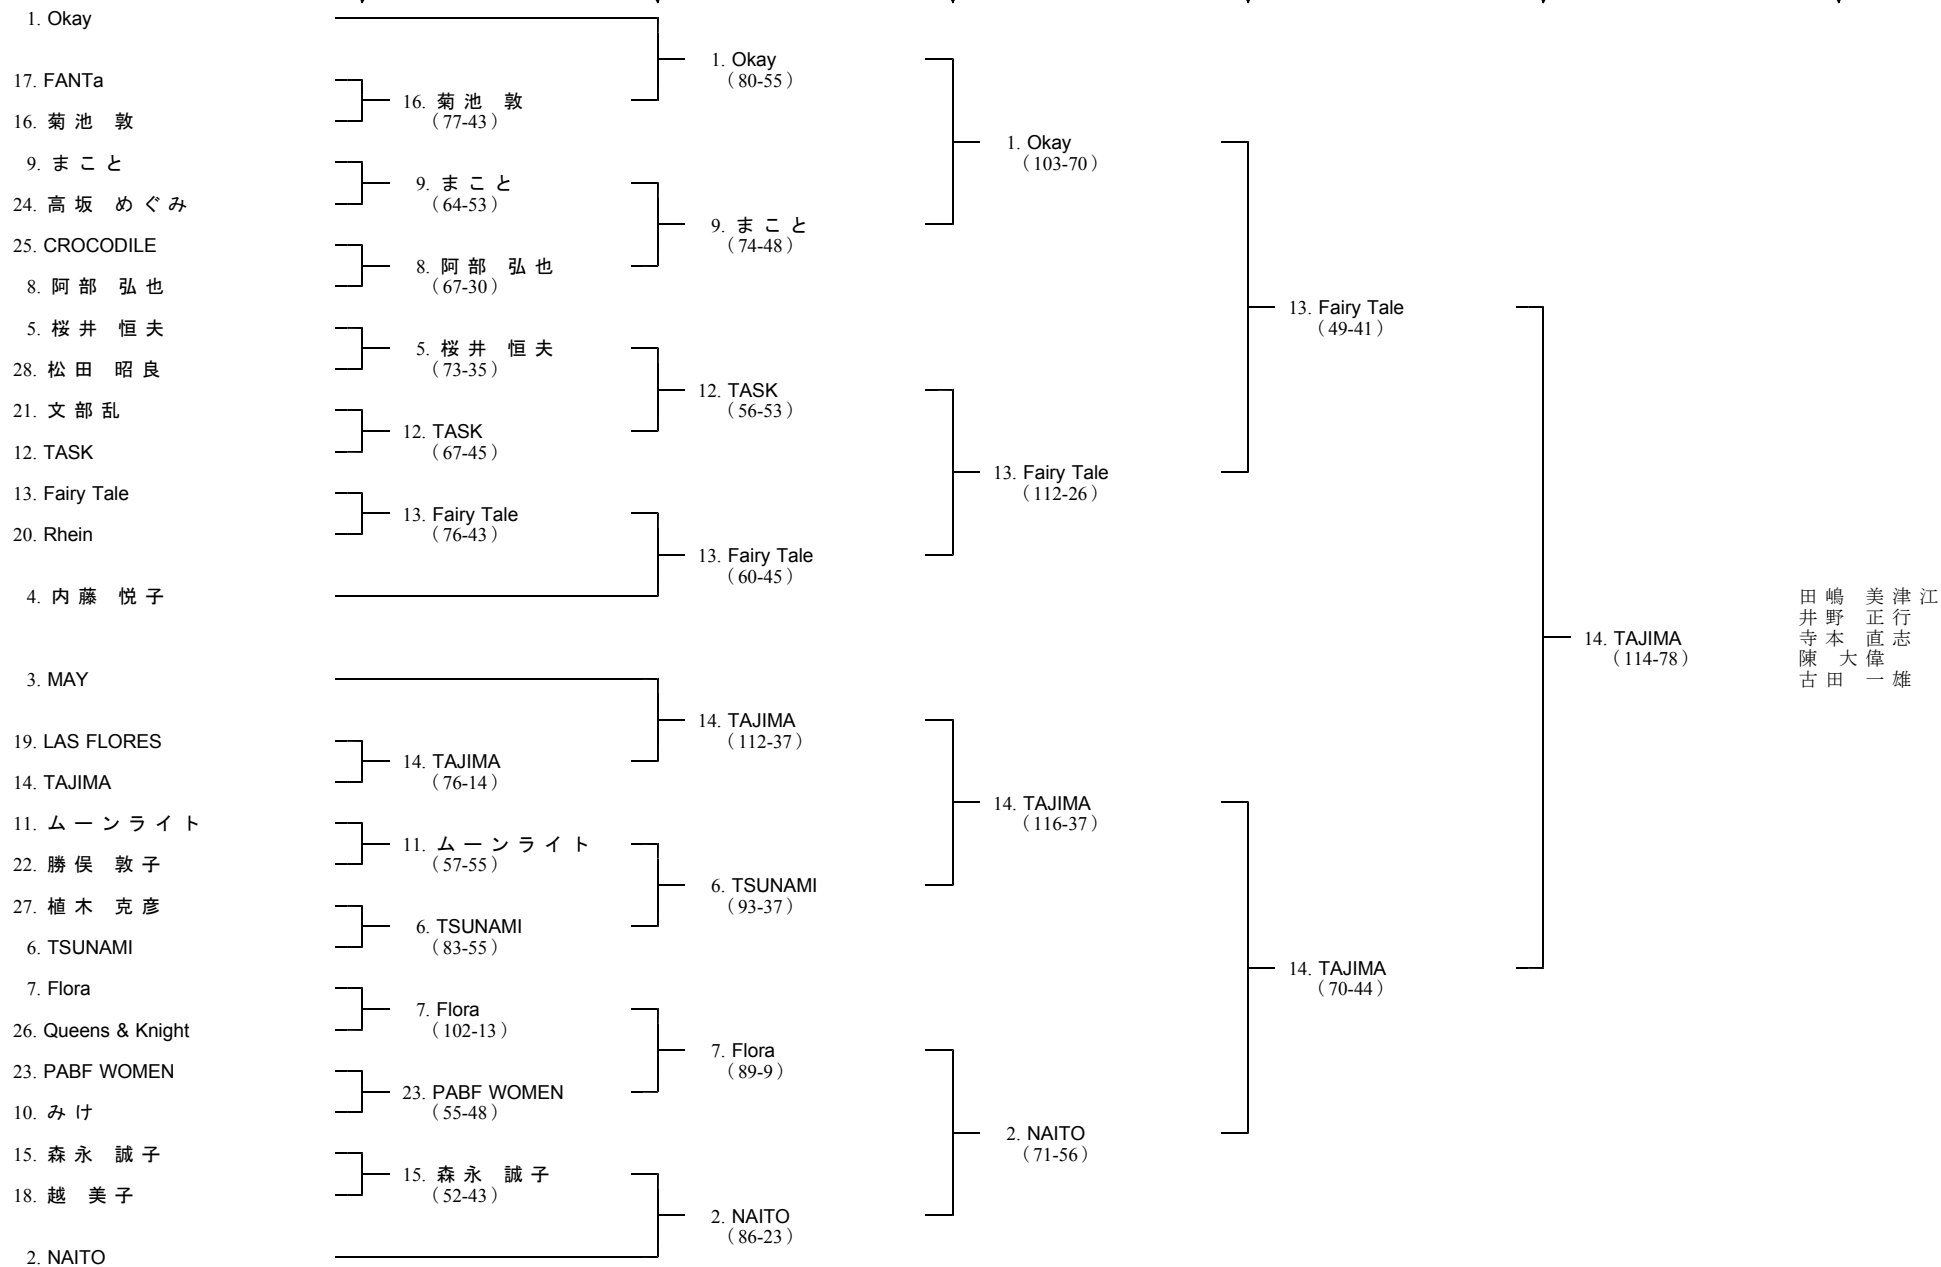 1. Okay
17. FANTa
16. 菊池 敦
9. まこと
24. 高坂 めぐみ
25. CROCODILE
8. 阿部 弘也
5. 桜井 恒夫
28. 松田 昭良
21. 文部乱
12. TASK
13. Fairy Tale
20. Rhein
4. 内藤 悦子
3. MAY
19. LAS FLORES
14. TAJIMA
11. ムーンライト
22. 勝俣 敦子
27. 植木 克彦
6. TSUNAMI
7. Flora
26. Queens & Knight
23. PABF WOMEN
10. みけ
15. 森永 誠子
18. 越 美子
2. NAITO
16. 菊池 敦
(77-43)
9. まこと
(64-53)
8. 阿部 弘也
(67-30)
5. 桜井 恒夫
(73-35)
12. TASK
(67-45)
13. Fairy Tale
(76-43)
14. TAJIMA
(76-14)
11. ムーンライト
(57-55)
6. TSUNAMI
(83-55)
7. Flora
(102-13)
23. PABF WOMEN
(55-48)
15. 森永 誠子
(52-43)
1. Okay
(80-55)
9. まこと
(74-48)
12. TASK
(56-53)
13. Fairy Tale
(60-45)
14. TAJIMA
(112-37)
6. TSUNAMI
(93-37)
7. Flora
(89-9)
2. NAITO
(86-23)
1. Okay
(103-70)
13. Fairy Tale
(112-26)
14. TAJIMA
(116-37)
2. NAITO
(71-56)
13. Fairy Tale
(49-41)
14. TAJIMA
(70-44)
14. TAJIMA
(114-78)
田嶋 美津江
井野 正行
寺本 直志
陳 大偉
古田 一雄